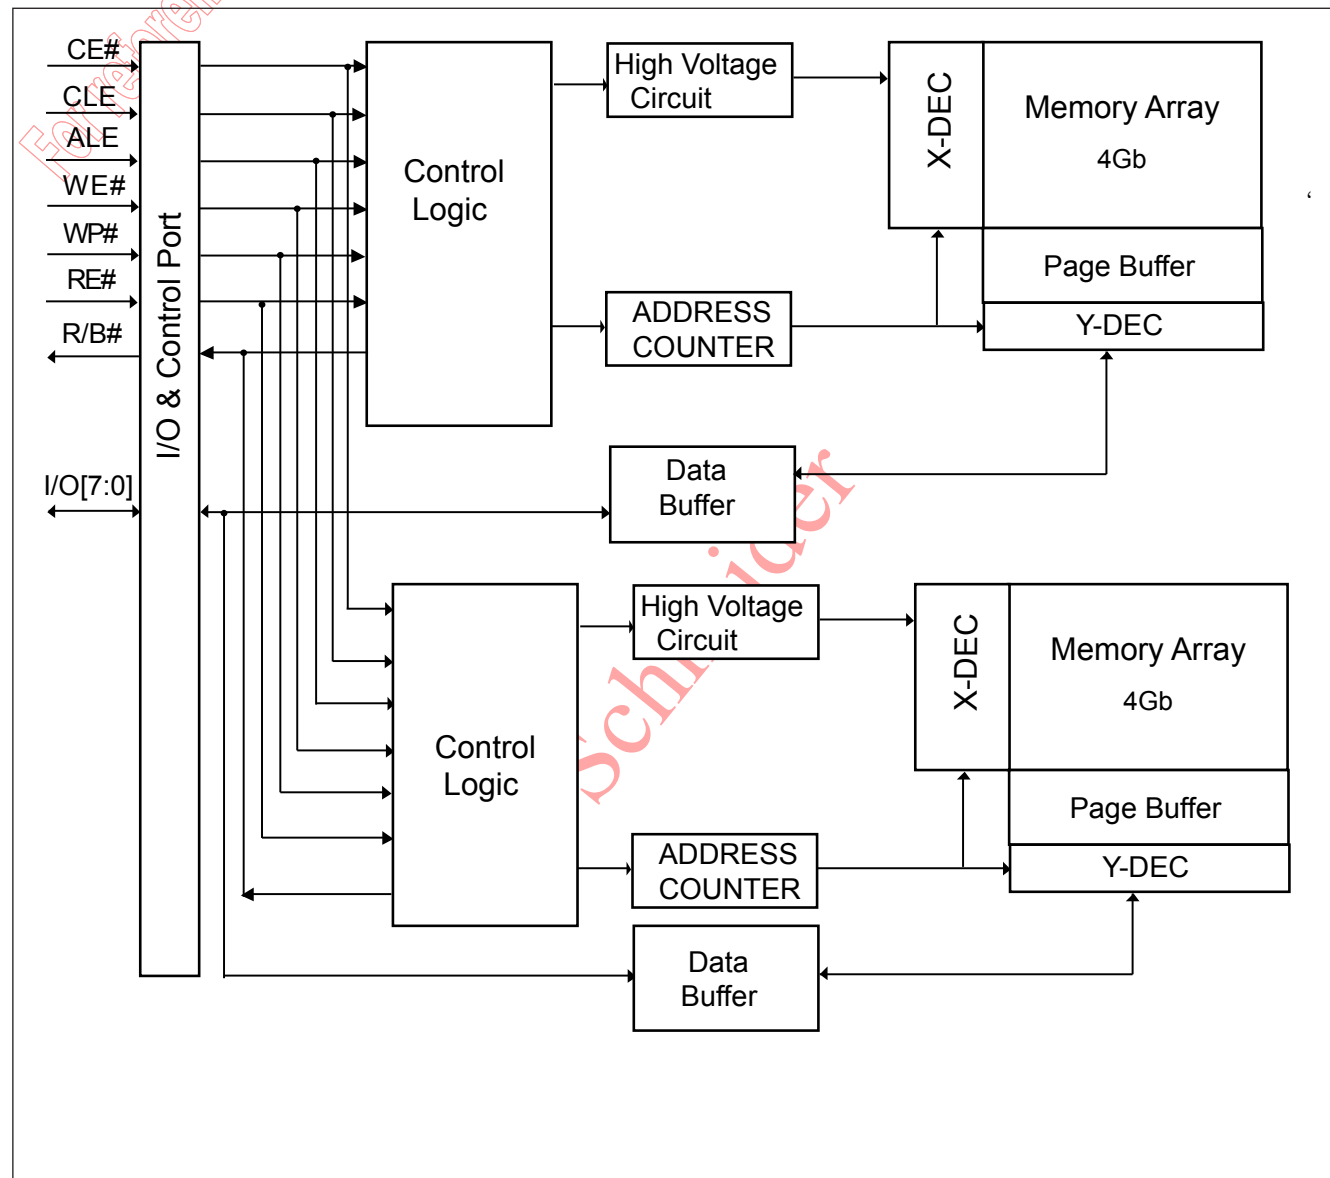 CE#
CLE
ALE
WE#
WP#
RE#
R/B#
I/O[7:0]
I/O & Control Port
Control
Logic
High Voltage
Circuit
ADDRESS
COUNTER
Data
Buffer
X-DEC
Memory Array
4Gb
Page Buffer
Y-DEC
Control
Logic
High Voltage
Circuit
ADDRESS
COUNTER
Data
Buffer
X-DEC
Memory Array
4Gb
Page Buffer
Y-DEC
For